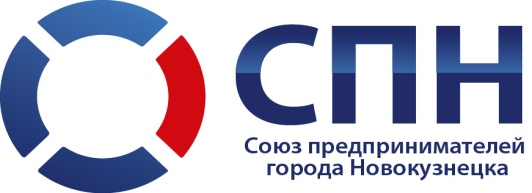 СПН
Союз предпринимателей
города Новокузнецка